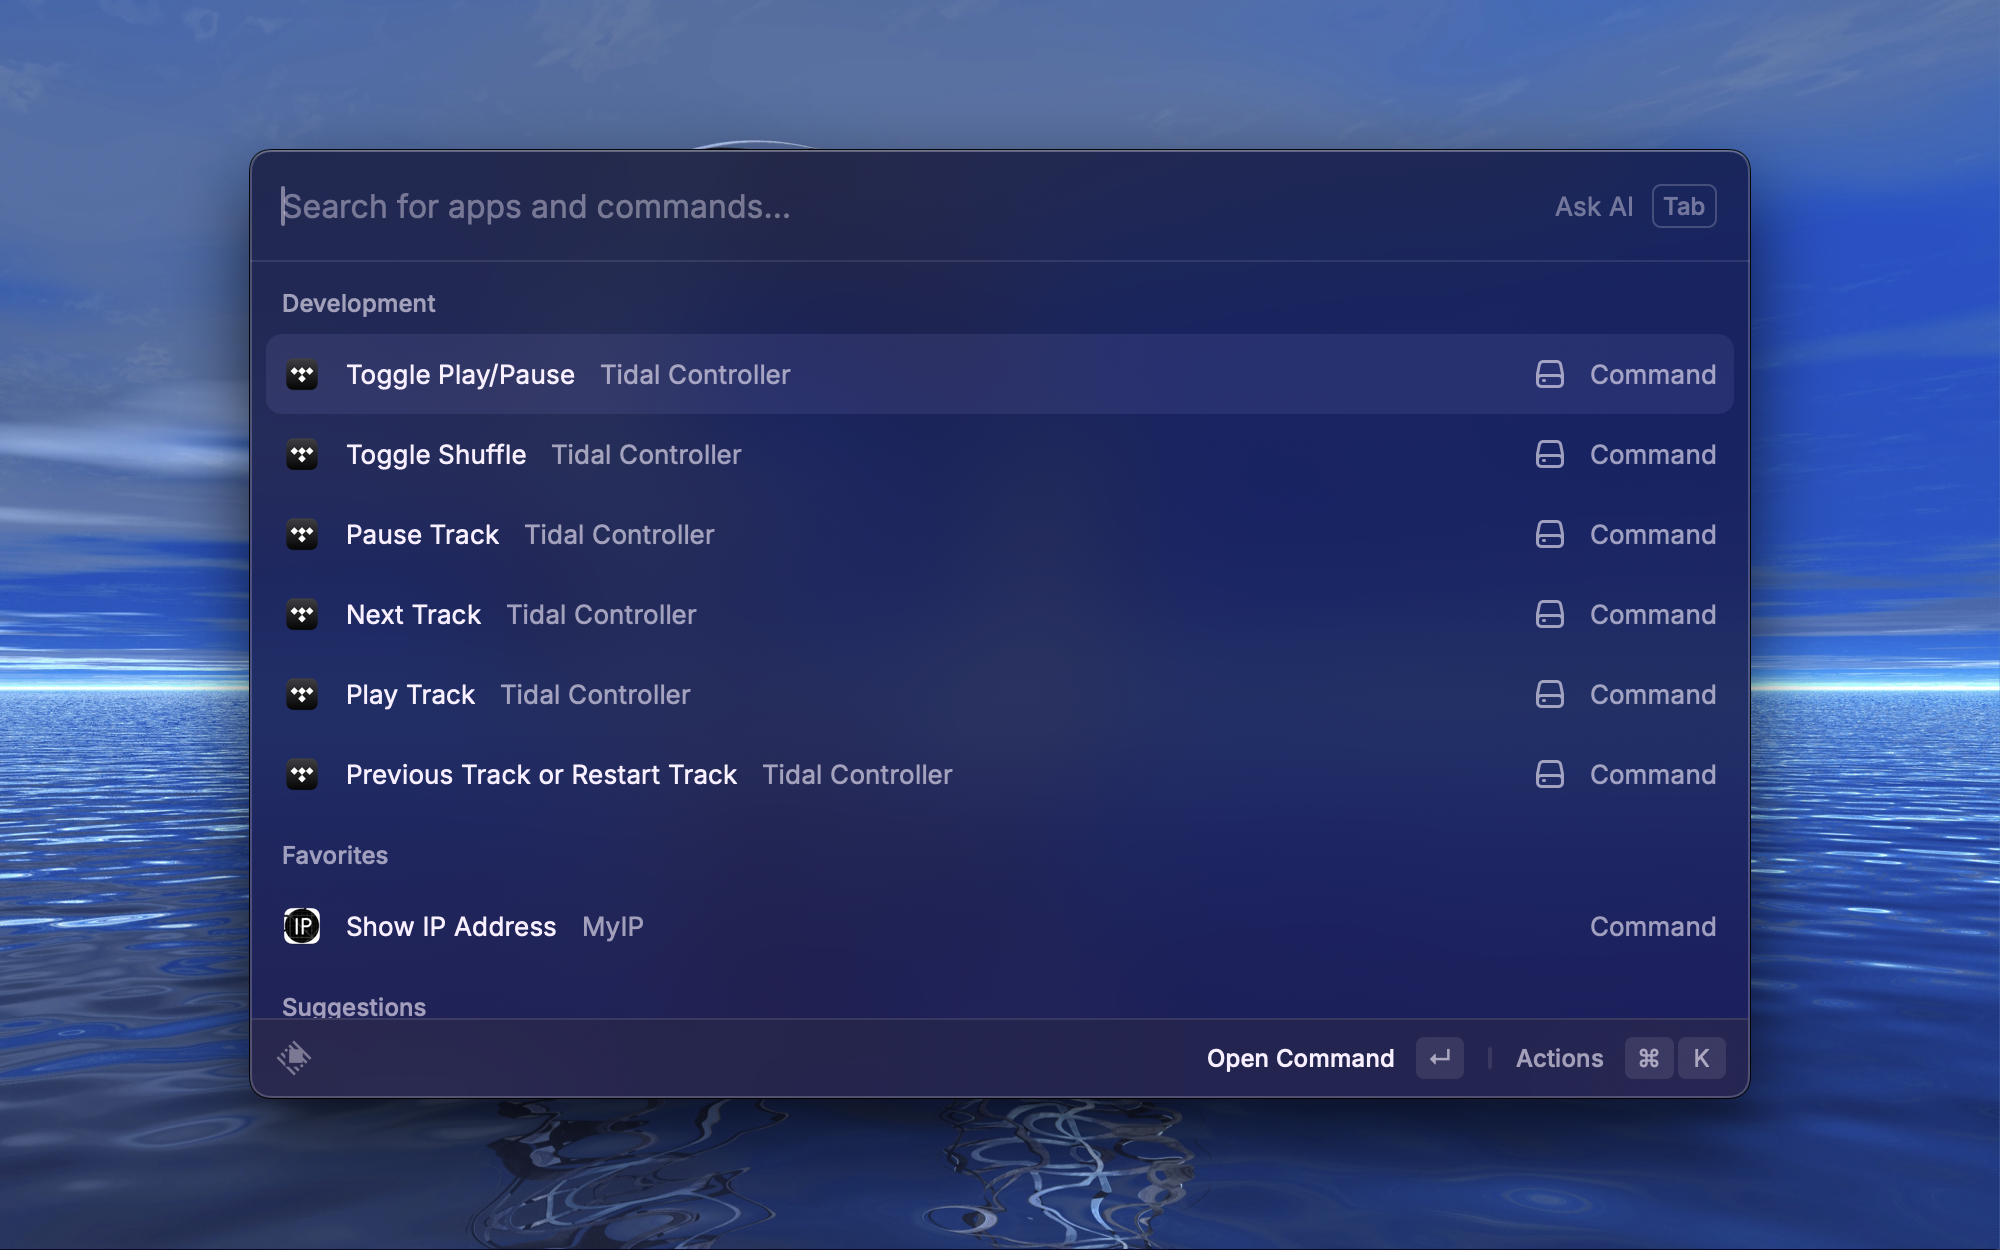 Search for apps and commands... Ask AI Tab
Development
Toggle Play/Pause Tidal Controller Command
Toggle Shuffle Tidal Controller Command
Pause Track Tidal Controller Command
Next Track Tidal Controller Command
Play Track Tidal Controller Command
Previous Track or Restart Track Tidal Controller Command
Favorites
IP Show IP Address MyIP Command
Suggestions
Open Command ↵ Actions ⌘ K